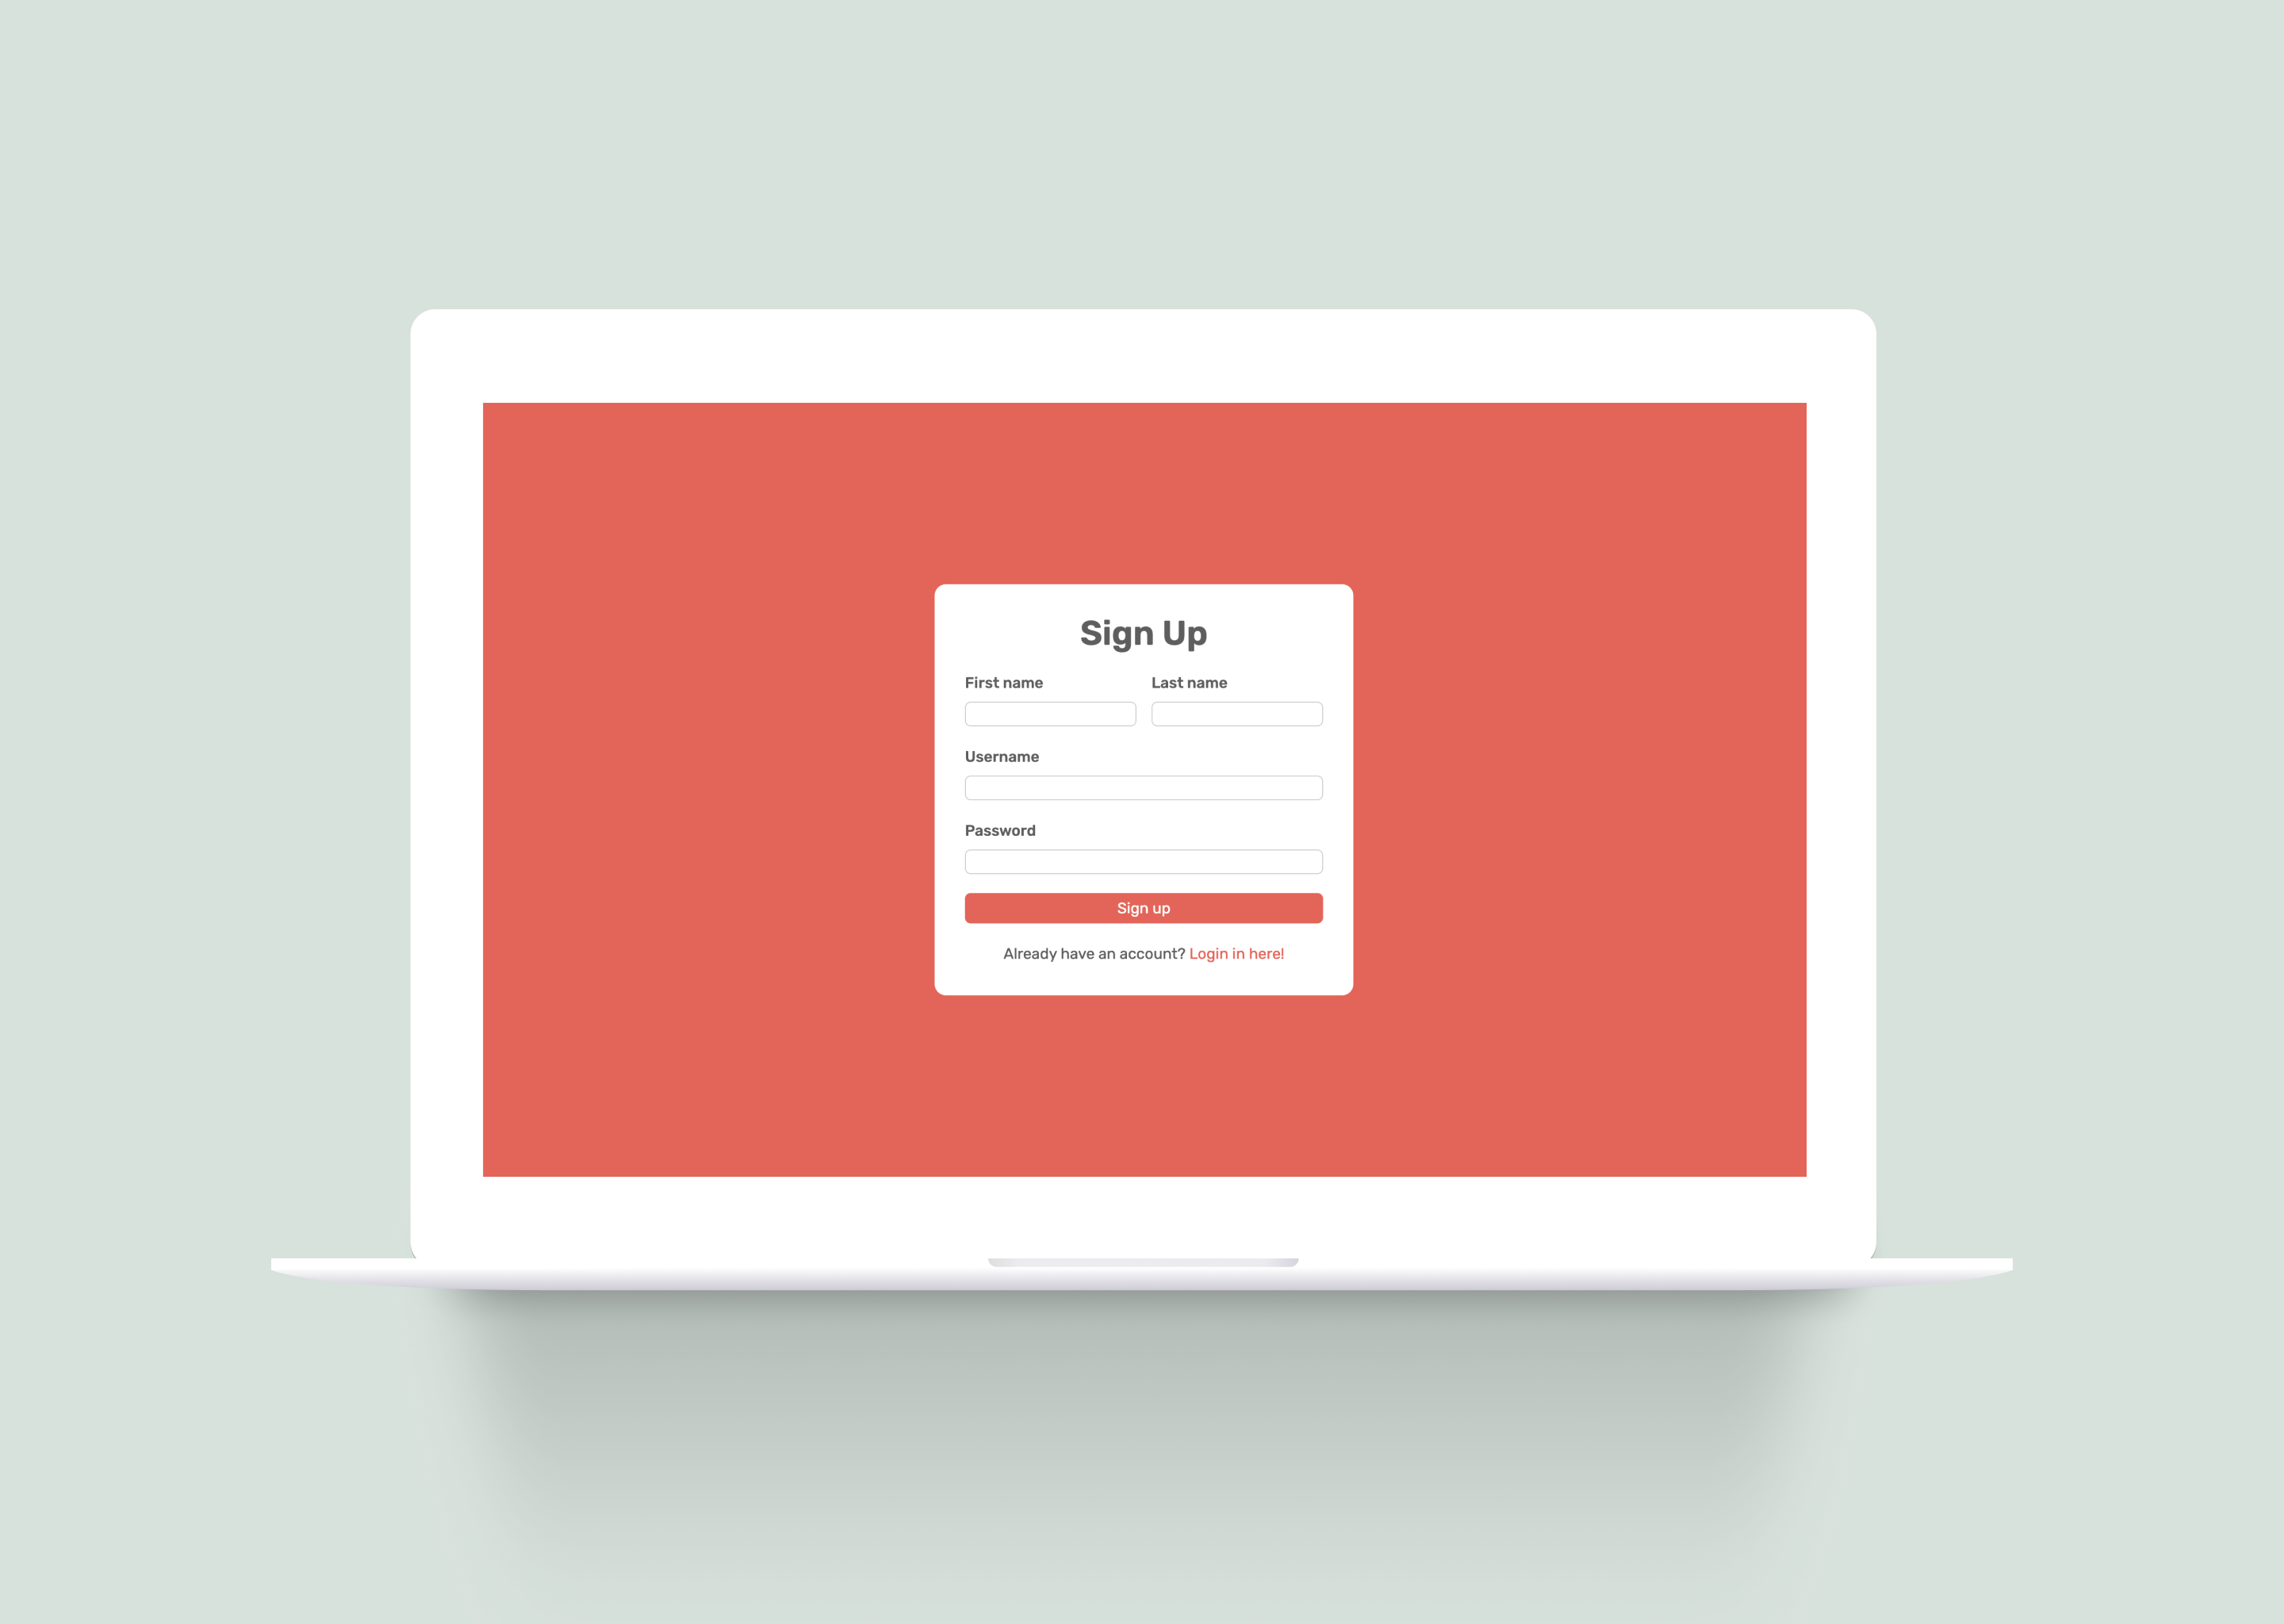 Sign Up
First name Last name
Username
Password
Sign up
Already have an account? Login in here!